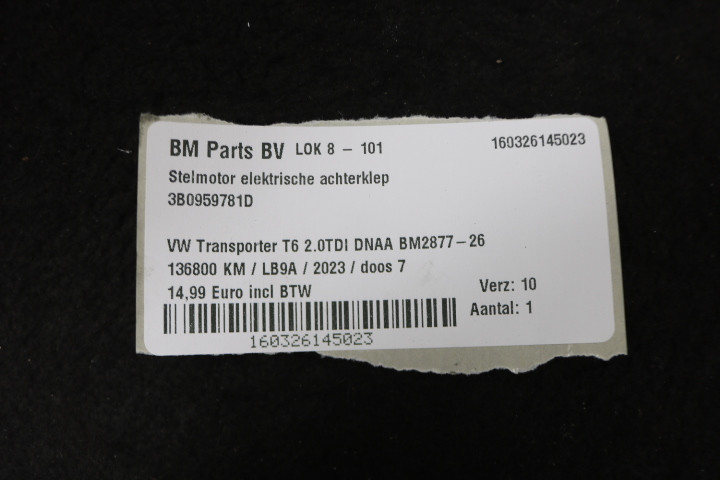 BM Parts BV LOK 8 - 101 160326145023
Stelmotor elektrische achterklep
3B0959781D
VW Transporter T6 2.0TDI DNAA BM2877-26
136800 KM / LB9A / 2023 / doos 7
14,99 Euro incl BTW Verz: 10
Aantal: 1
160326145023